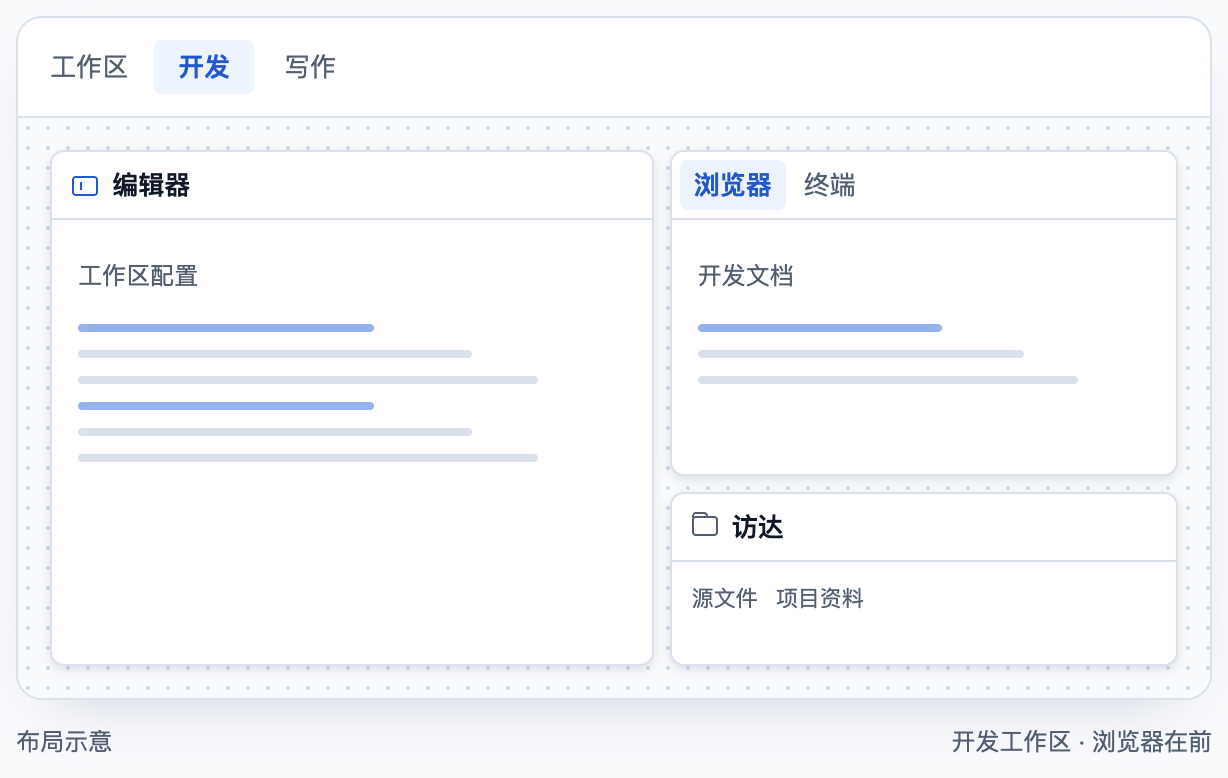 工作区 开发 写作
编辑器
工作区配置
浏览器 终端
开发文档
访达
源文件 项目资料
布局示意
开发工作区 · 浏览器在前